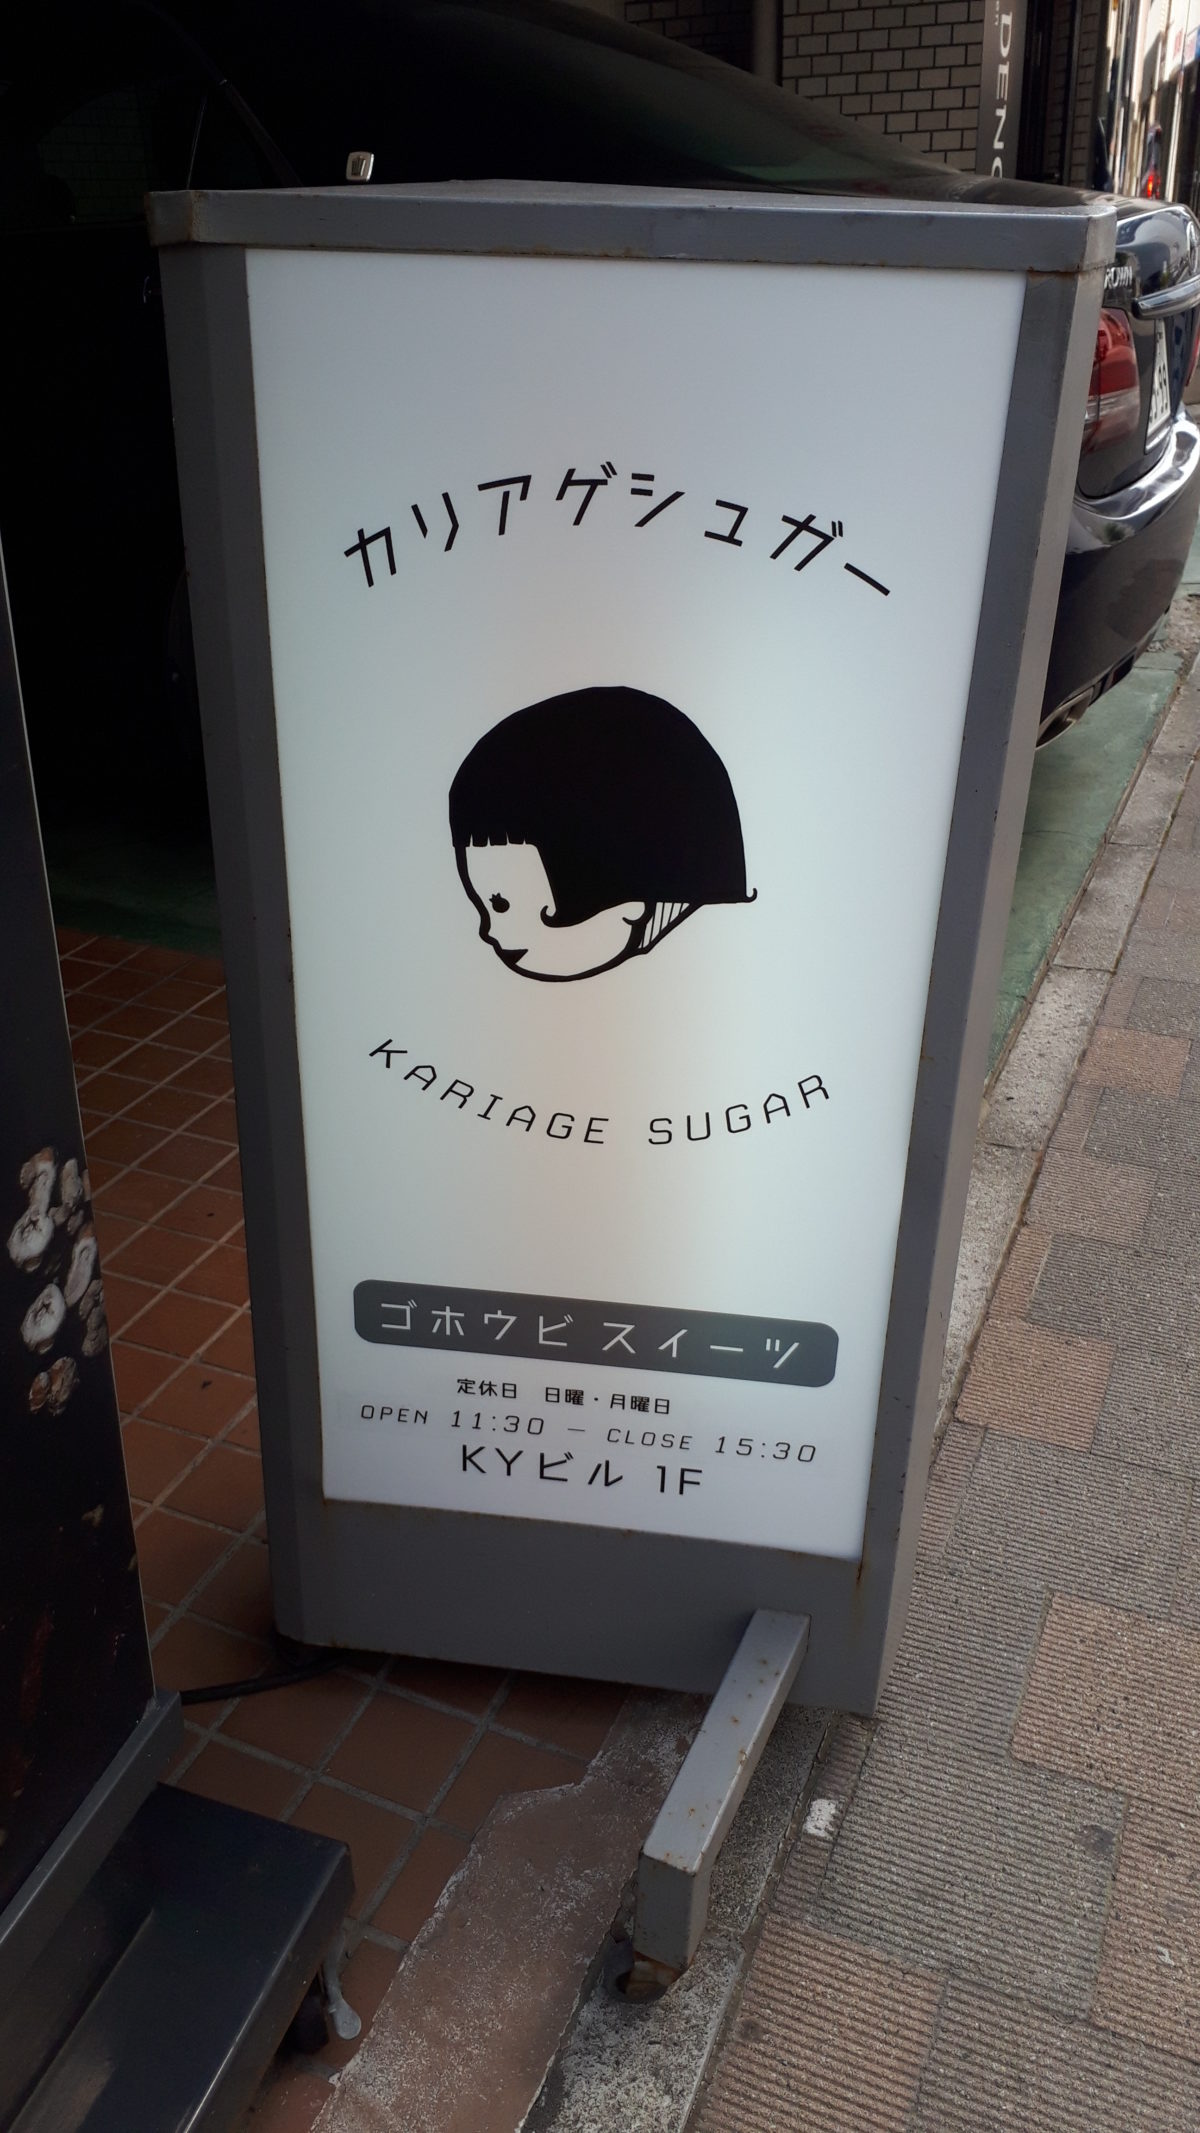 カリアゲシュガー
KARIAGE SUGAR
ゴホウビ スイーツ
定休日　日曜・月曜日
OPEN 11:30 — CLOSE 15:30
KYビル 1F